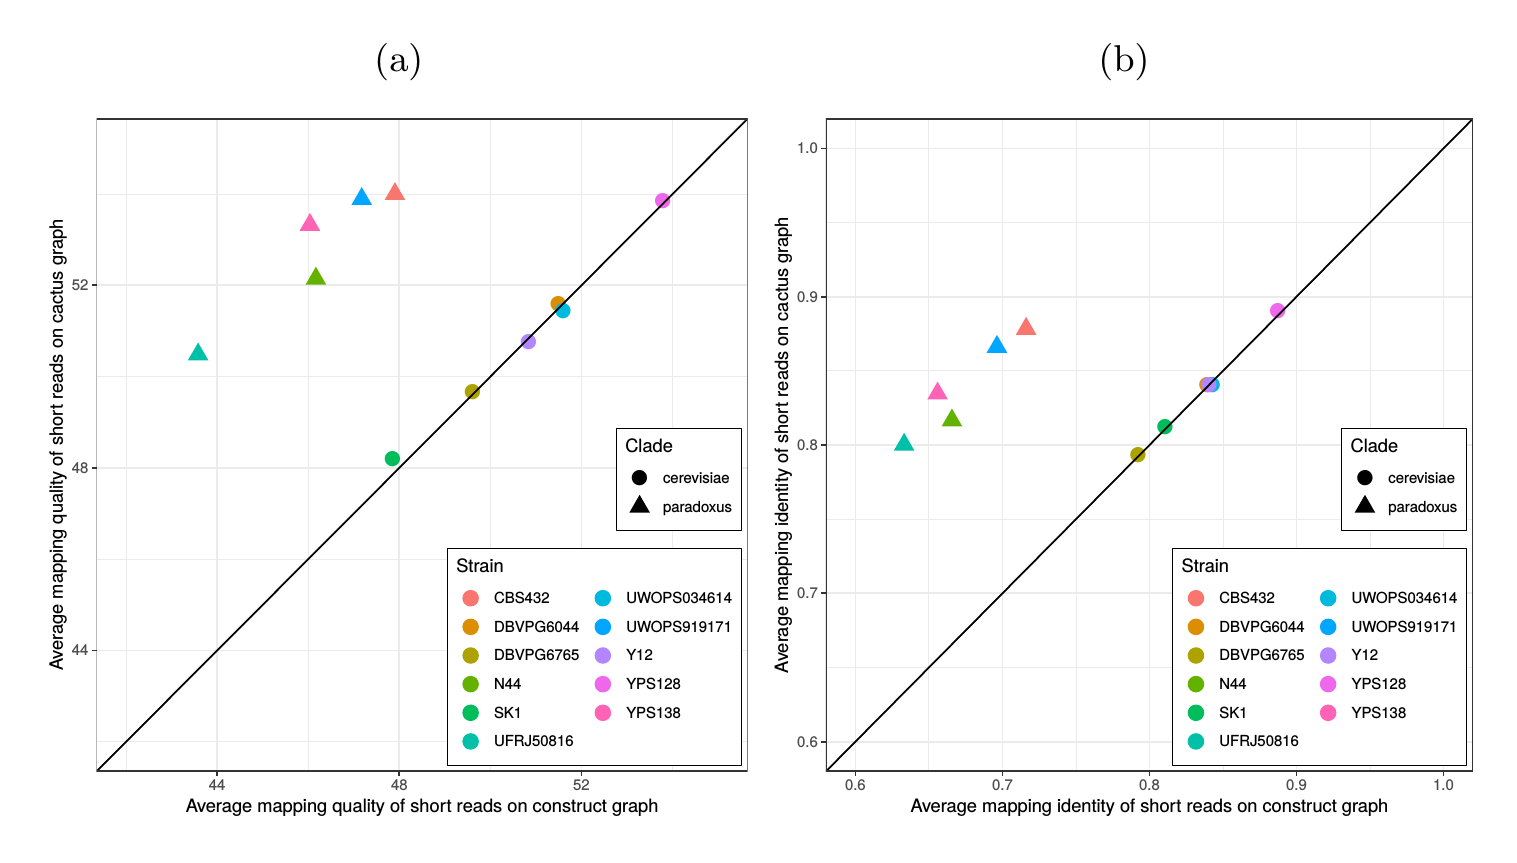 (a)
Average mapping quality of short reads on cactus graph
52
48
44
Clade
cerevisiae
paradoxus
Strain
CBS432
DBVPG6044
DBVPG6765
N44
SK1
UFRJ50816
UWOPS034614
UWOPS919171
Y12
YPS128
YPS138
44
48
52
Average mapping quality of short reads on construct graph
(b)
Average mapping identity of short reads on cactus graph
1.0
0.9
0.8
0.7
0.6
Clade
cerevisiae
paradoxus
Strain
CBS432
DBVPG6044
DBVPG6765
N44
SK1
UFRJ50816
UWOPS034614
UWOPS919171
Y12
YPS128
YPS138
0.6
0.7
0.8
0.9
1.0
Average mapping identity of short reads on construct graph